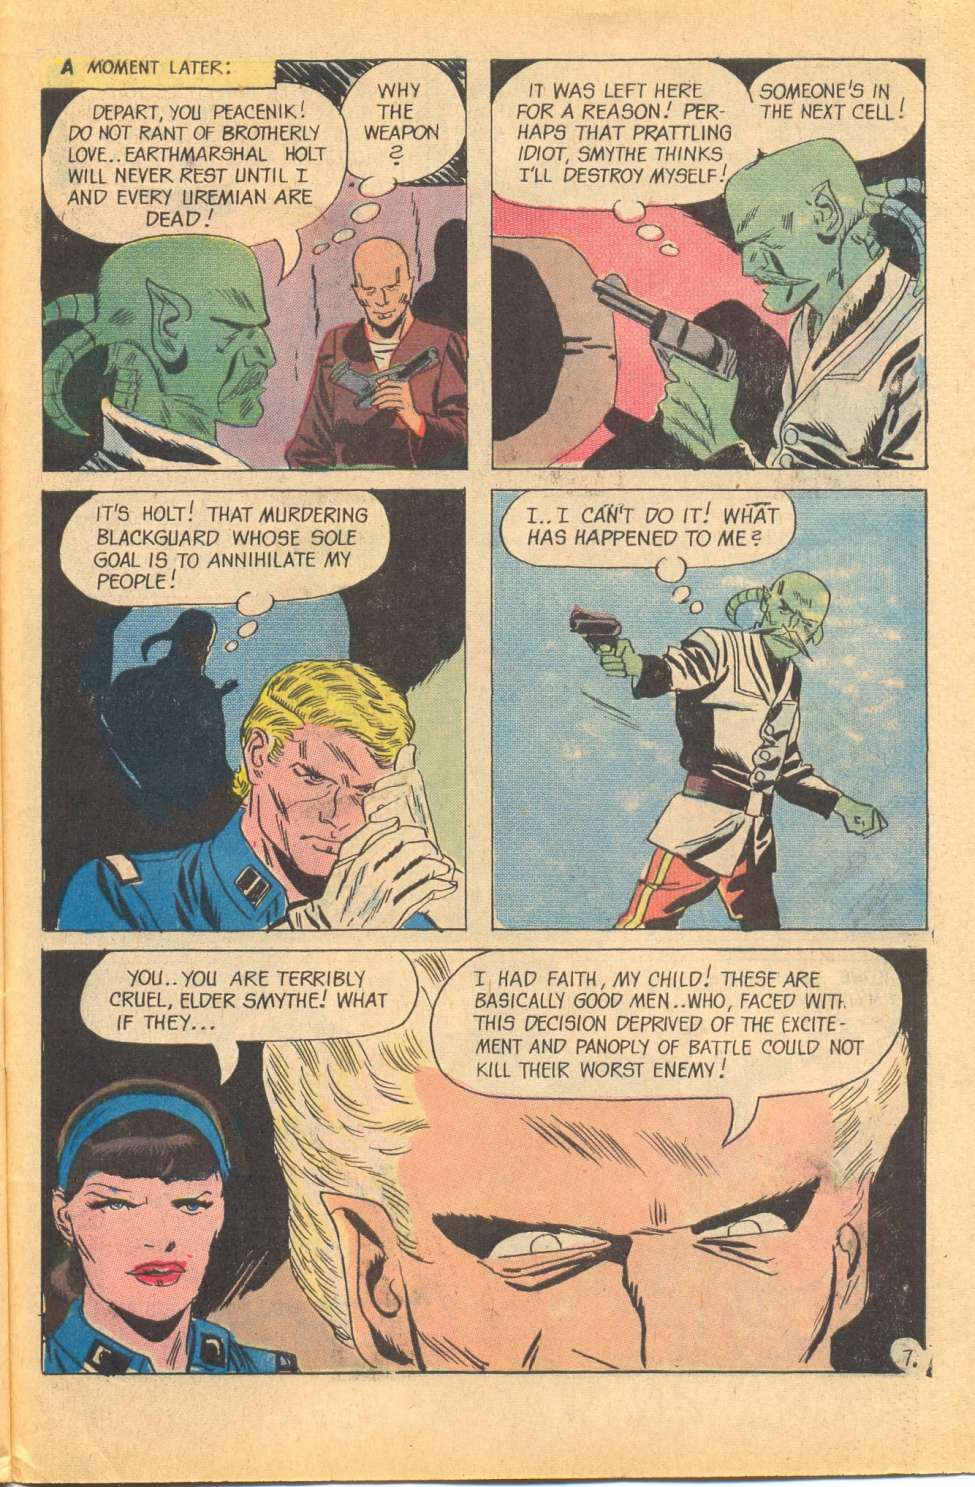 A MOMENT LATER:
DEPART, YOU PEACENIK!
DO NOT RANT OF BROTHERLY
LOVE..EARTHMARSHAL HOLT
WILL NEVER REST UNTIL I
AND EVERY UREMIAN ARE
DEAD!
WHY
THE
WEAPON
?
IT WAS LEFT HERE
FOR A REASON! PER-
HAPS THAT PRATTLING
IDIOT, SMYTHE THINKS
I'LL DESTROY MYSELF!
SOMEONE'S IN
THE NEXT CELL!
IT'S HOLT! THAT MURDERING
BLACKGUARD WHOSE SOLE
GOAL IS TO ANNIHILATE MY
PEOPLE!
I..I CAN'T DO IT! WHAT
HAS HAPPENED TO ME?
YOU..YOU ARE TERRIBLY
CRUEL, ELDER SMYTHE! WHAT
IF THEY...
I HAD FAITH, MY CHILD! THESE ARE
BASICALLY GOOD MEN..WHO, FACED WITH
THIS DECISION DEPRIVED OF THE EXCITE-
MENT AND PANOPLY OF BATTLE COULD NOT
KILL THEIR WORST ENEMY!
7.